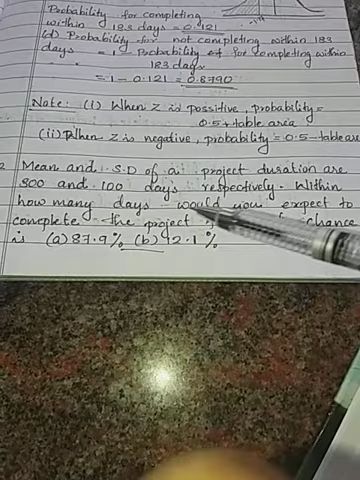 Probability for completing
within 183 days = 0.121
(d) Probability for not completing within 183
days = 1 - Probability of for completing within
183 days
= 1 - 0.121 = 0.8790
Note: (i) When Z is possitive, probability =
0.5 + table area
(ii) When Z is negative, probability = 0.5 - table are
2 Mean and S.D of a project duration are
800 and 100 days respectively. Within
how many days would you expect to
complete the project chance
is (a) 87.9% (b) 42.1%